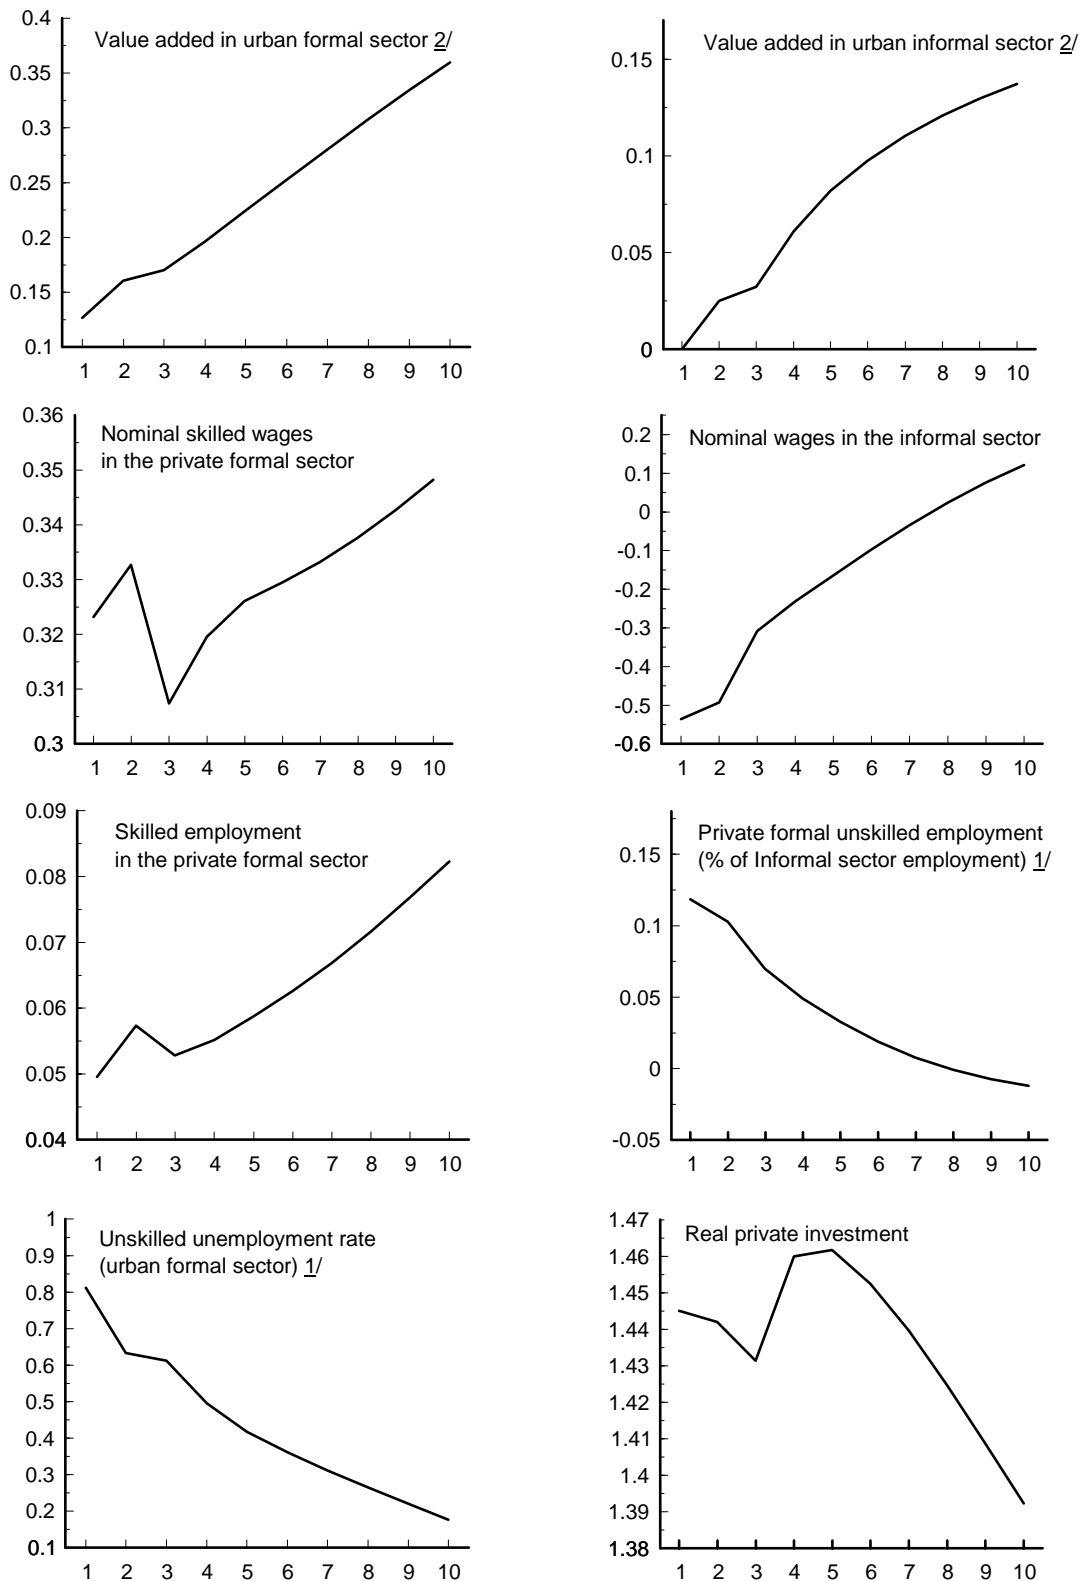 Value added in urban formal sector 2/
0.4
0.35
0.3
0.25
0.2
0.15
0.1
1 2 3 4 5 6 7 8 9 10
Value added in urban informal sector 2/
0.15
0.1
0.05
0
1 2 3 4 5 6 7 8 9 10
Nominal skilled wages
in the private formal sector
0.36
0.35
0.34
0.33
0.32
0.31
0.3
1 2 3 4 5 6 7 8 9 10
Nominal wages in the informal sector
0.2
0.1
0
-0.1
-0.2
-0.3
-0.4
-0.5
-0.6
1 2 3 4 5 6 7 8 9 10
Skilled employment
in the private formal sector
0.09
0.08
0.07
0.06
0.05
0.04
1 2 3 4 5 6 7 8 9 10
Private formal unskilled employment
(% of Informal sector employment) 1/
0.15
0.1
0.05
0
-0.05
1 2 3 4 5 6 7 8 9 10
Unskilled unemployment rate
(urban formal sector) 1/
1
0.9
0.8
0.7
0.6
0.5
0.4
0.3
0.2
0.1
1 2 3 4 5 6 7 8 9 10
Real private investment
1.47
1.46
1.45
1.44
1.43
1.42
1.41
1.4
1.39
1.38
1 2 3 4 5 6 7 8 9 10